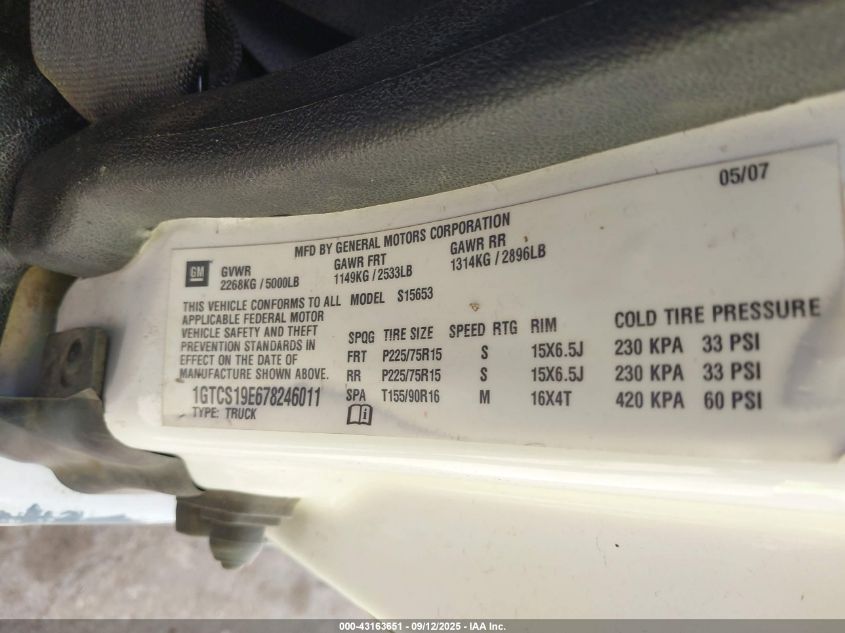 05/07
MFD BY GENERAL MOTORS CORPORATION
GM
GVWR GAWR FRT GAWR RR
2268KG / 5000LB 1149KG / 2533LB 1314KG / 2896LB
THIS VEHICLE CONFORMS TO ALL
APPLICABLE FEDERAL MOTOR
VEHICLE SAFETY AND THEFT
PREVENTION STANDARDS IN
EFFECT ON THE DATE OF
MANUFACTURE SHOWN ABOVE.
1GTCS19E678246011
TYPE: TRUCK
MODEL S15653
SPQG TIRE SIZE SPEED RTG RIM COLD TIRE PRESSURE
FRT P225/75R15 S 15X6.5J 230 KPA 33 PSI
RR P225/75R15 S 15X6.5J 230 KPA 33 PSI
SPA T155/90R16 M 16X4T 420 KPA 60 PSI
000-43163651 - 09/12/2025 - IAA Inc.